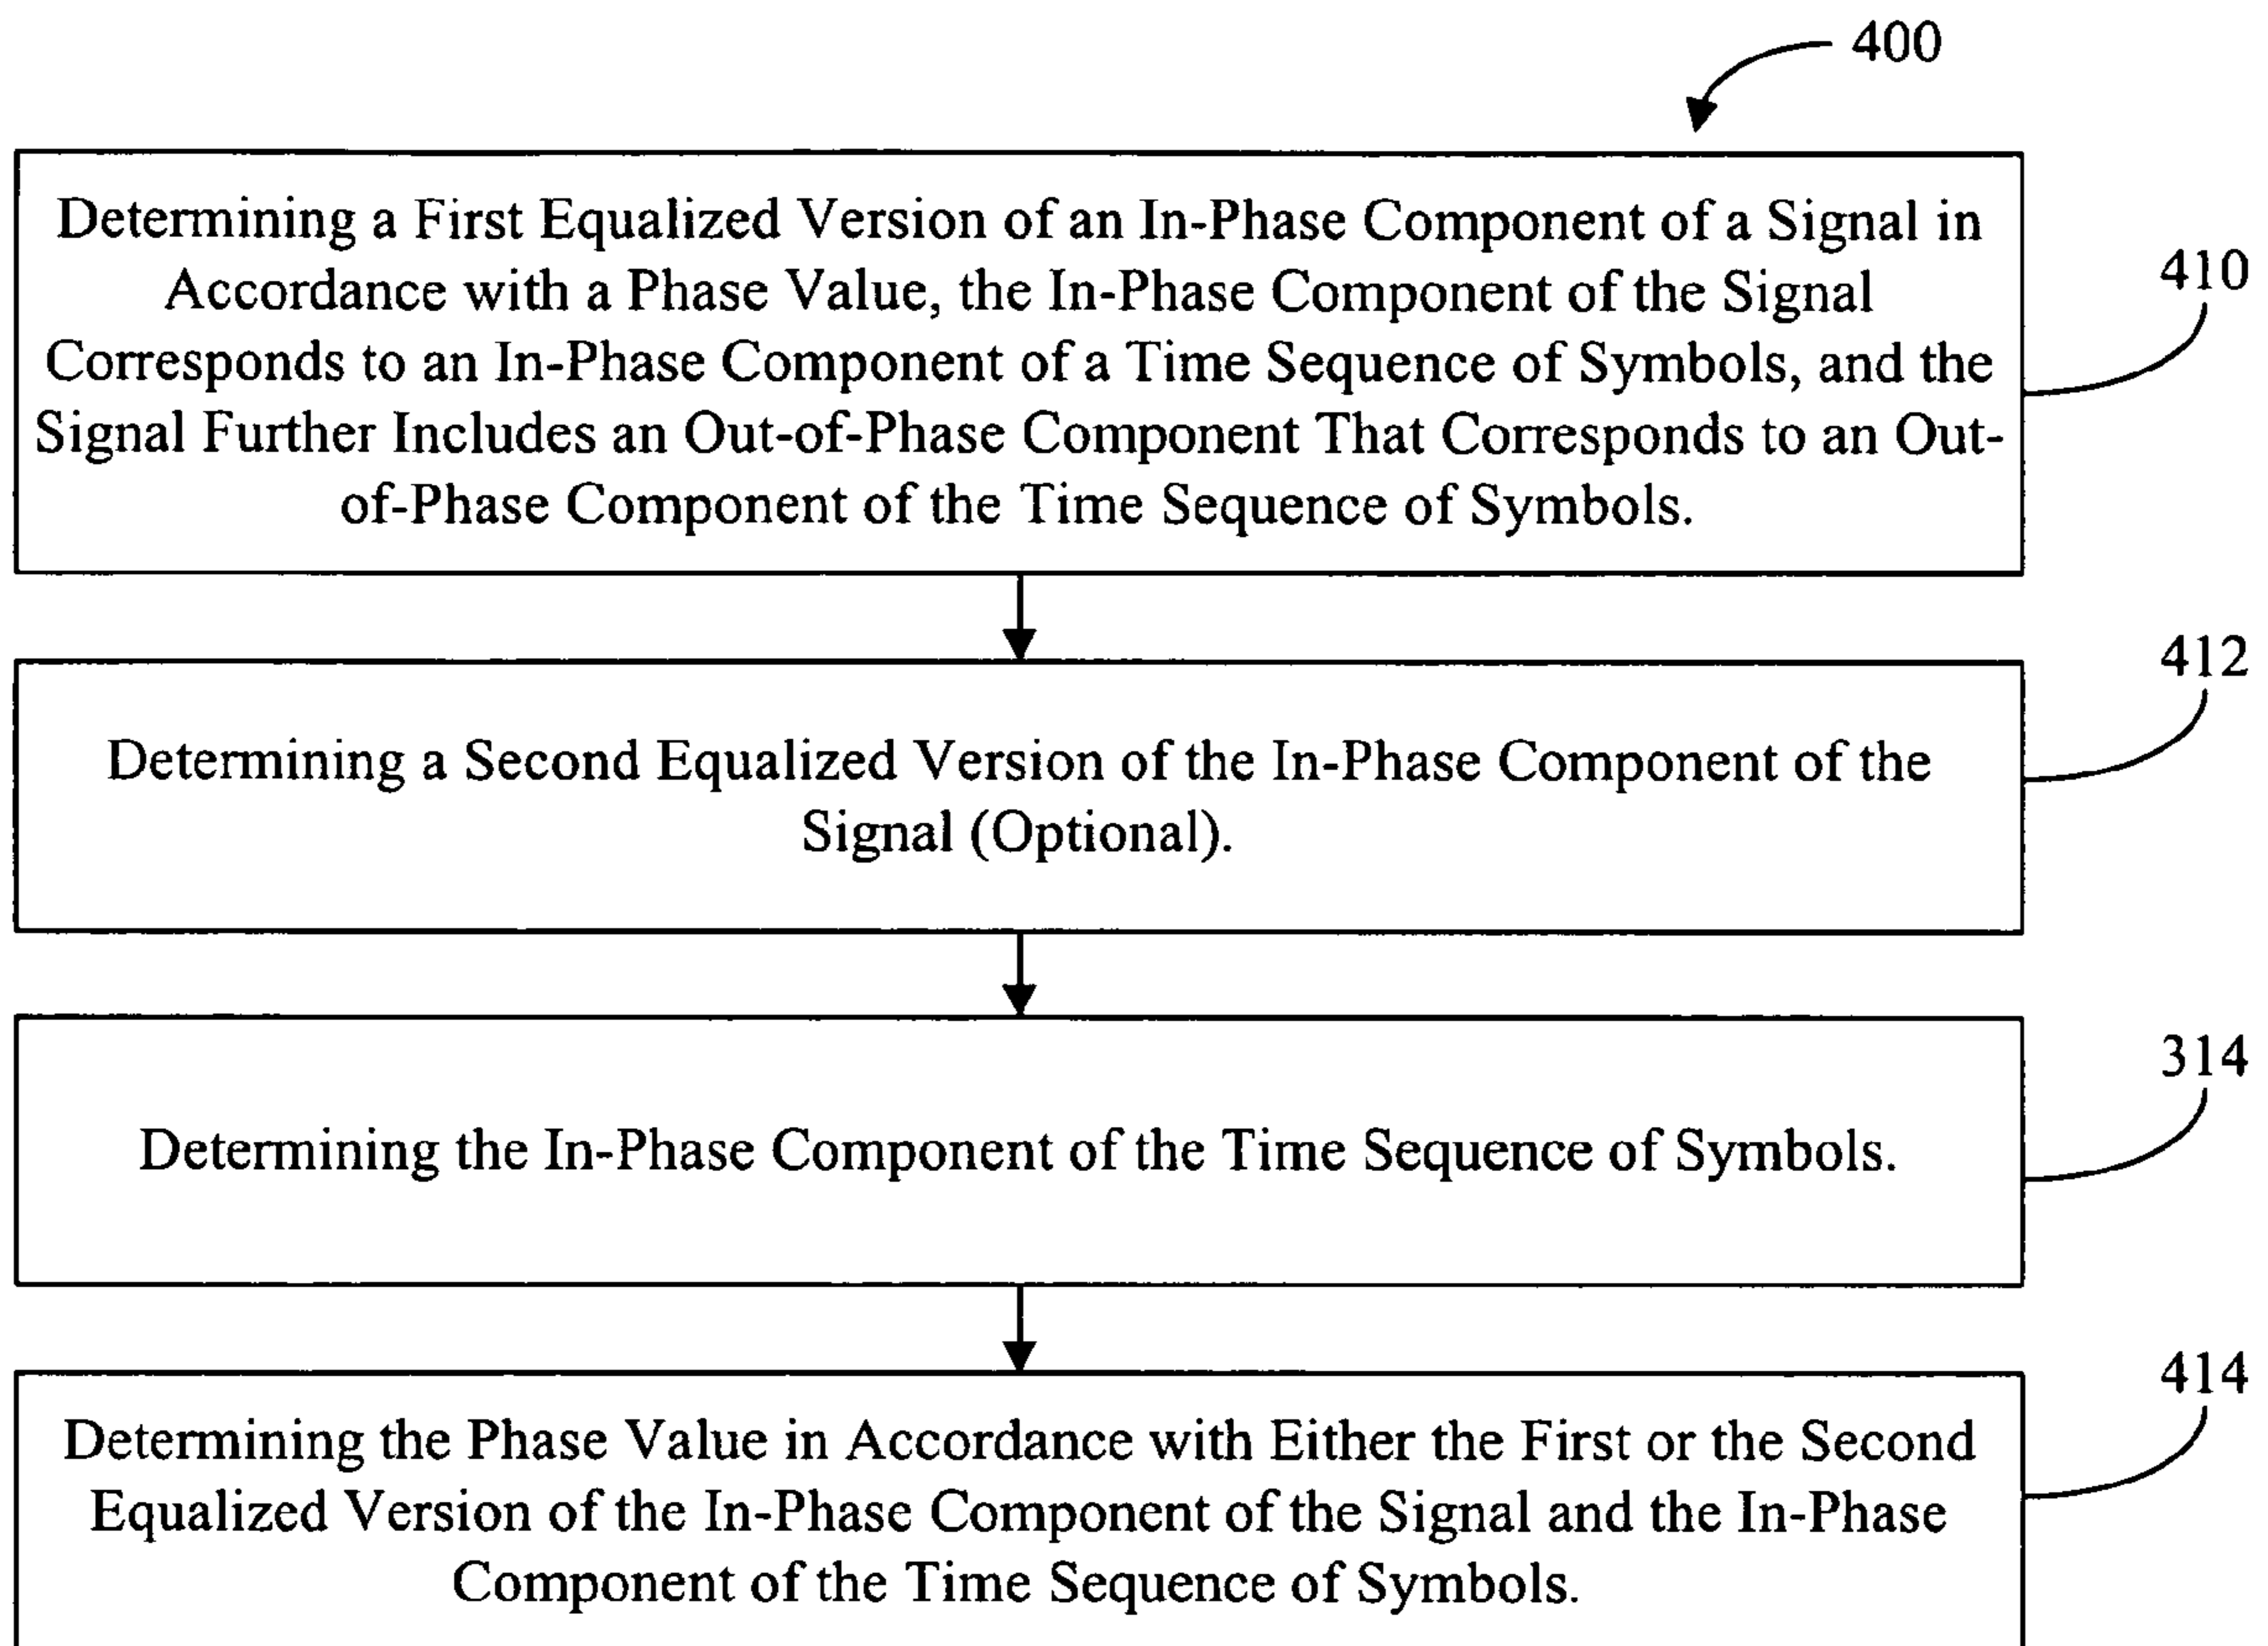 400
Determining a First Equalized Version of an In-Phase Component of a Signal in
Accordance with a Phase Value, the In-Phase Component of the Signal
Corresponds to an In-Phase Component of a Time Sequence of Symbols, and the
Signal Further Includes an Out-of-Phase Component That Corresponds to an Out-
of-Phase Component of the Time Sequence of Symbols.
410
Determining a Second Equalized Version of the In-Phase Component of the
Signal (Optional).
412
Determining the In-Phase Component of the Time Sequence of Symbols.
314
Determining the Phase Value in Accordance with Either the First or the Second
Equalized Version of the In-Phase Component of the Signal and the In-Phase
Component of the Time Sequence of Symbols.
414